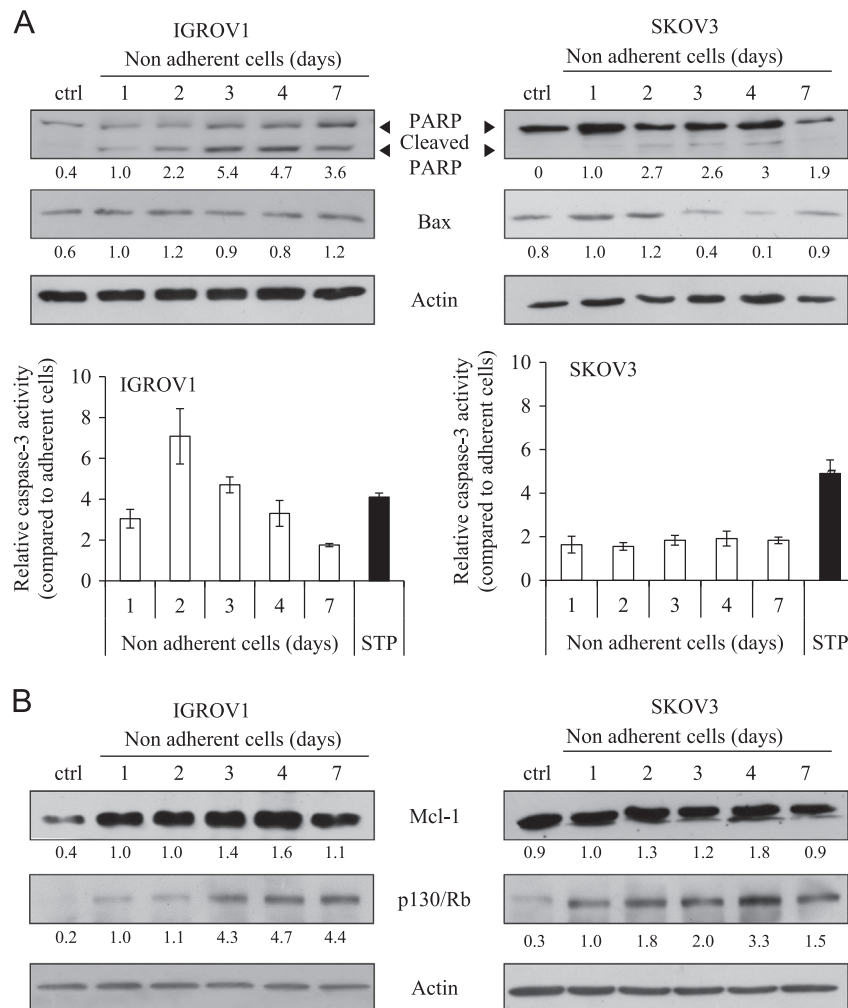 A
IGROV1
Non adherent cells (days)
ctrl 1 2 3 4 7
SKOV3
Non adherent cells (days)
ctrl 1 2 3 4 7
PARP
Cleaved
PARP
0.4 1.0 2.2 5.4 4.7 3.6
0 1.0 2.7 2.6 3 1.9
Bax
0.6 1.0 1.2 0.9 0.8 1.2
0.8 1.0 1.2 0.4 0.1 0.9
Actin
Relative caspase-3 activity
(compared to adherent cells)
10
8
6
4
2
0
IGROV1
1 2 3 4 7
Non adherent cells (days) STP
Relative caspase-3 activity
(compared to adherent cells)
10
8
6
4
2
0
SKOV3
1 2 3 4 7
Non adherent cells (days) STP
B
IGROV1
Non adherent cells (days)
ctrl 1 2 3 4 7
SKOV3
Non adherent cells (days)
ctrl 1 2 3 4 7
Mcl-1
0.4 1.0 1.0 1.4 1.6 1.1
0.9 1.0 1.3 1.2 1.8 0.9
p130/Rb
0.2 1.0 1.1 4.3 4.7 4.4
0.3 1.0 1.8 2.0 3.3 1.5
Actin